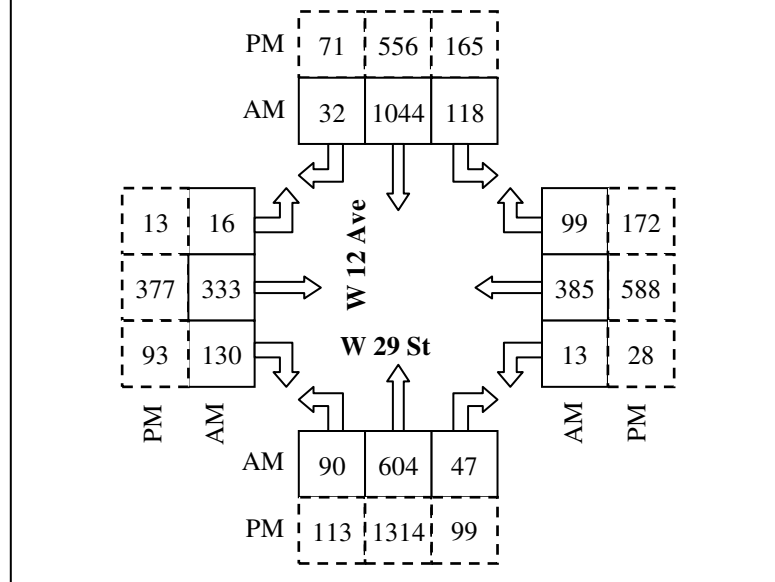 PM 71 556 165
AM 32 1044 118
13 16 99 172
377 333 W 12 Ave 385 588
93 130 W 29 St 13 28
PM AM AM PM
AM 90 604 47
PM 113 1314 99